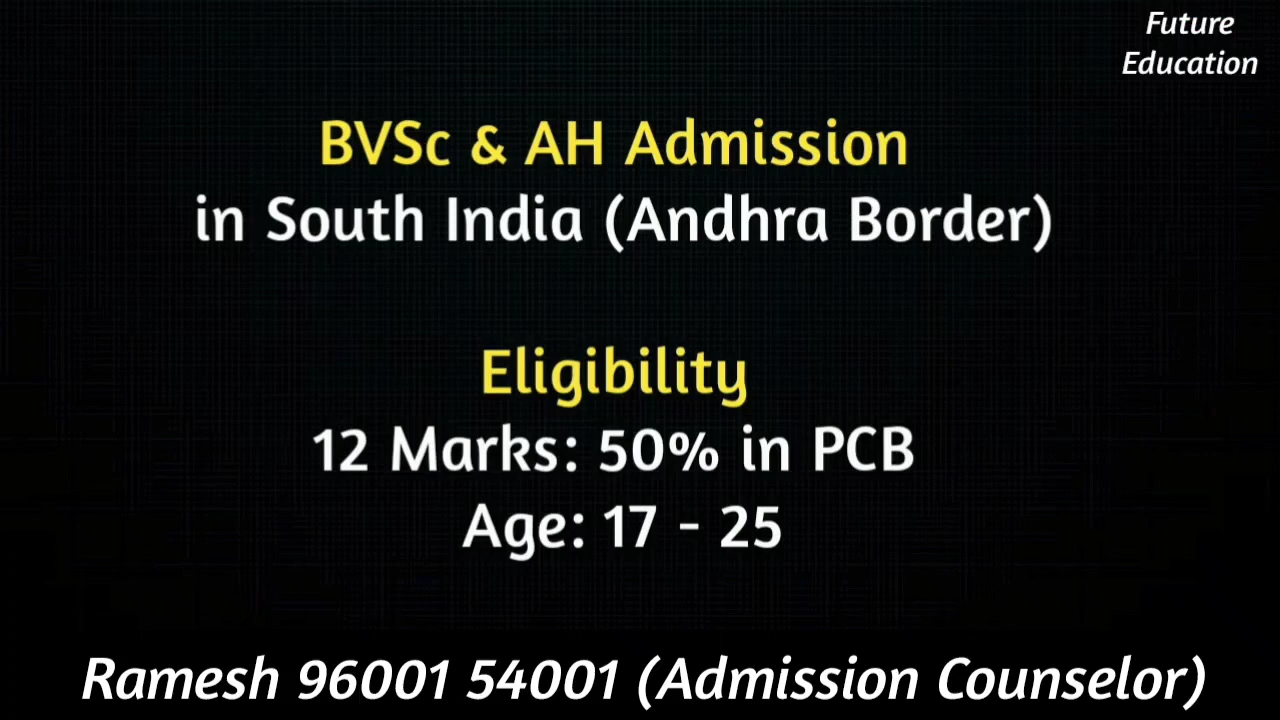 Future
Education
BVSc & AH Admission
in South India (Andhra Border)
Eligibility
12 Marks: 50% in PCB
Age: 17 - 25
Ramesh 96001 54001 (Admission Counselor)